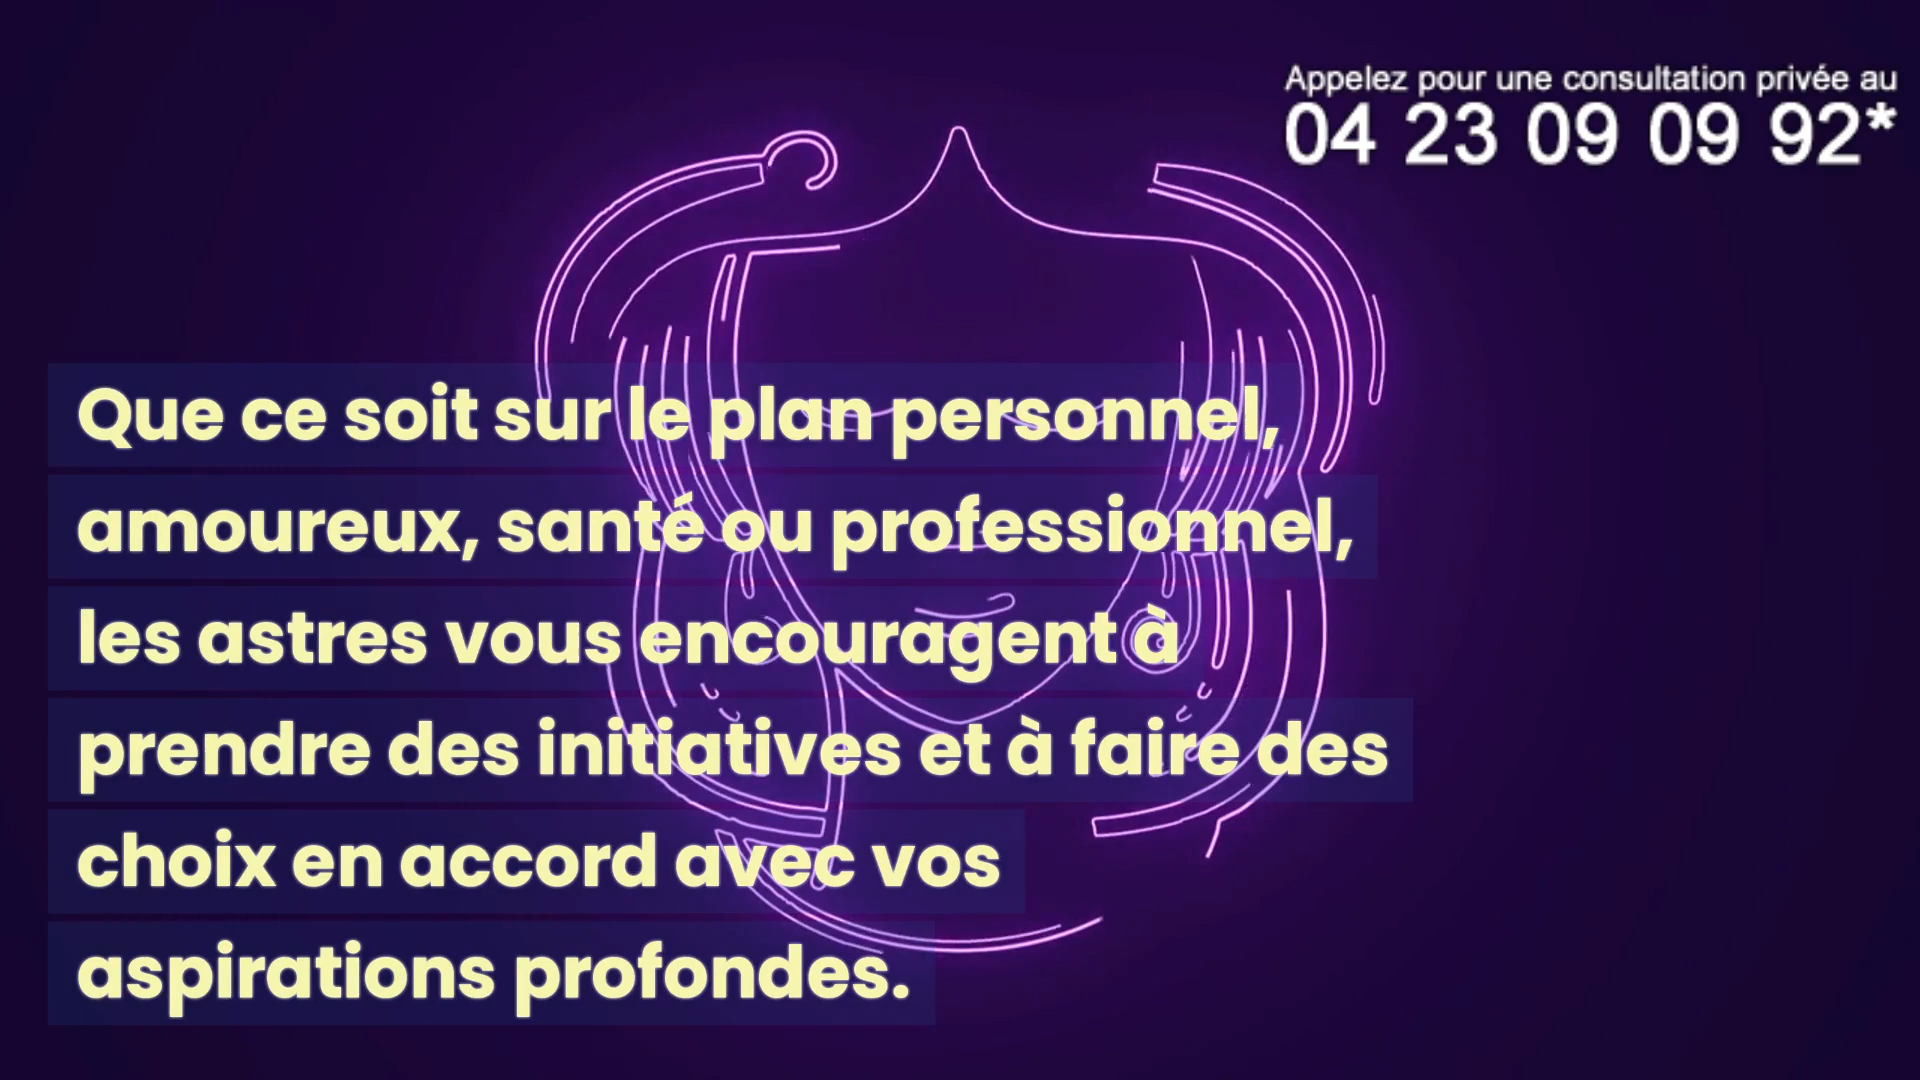 Appelez pour une consultation privée au
04 23 09 09 92*
Que ce soit sur le plan personnel,
amoureux, santé ou professionnel,
les astres vous encouragent à
prendre des initiatives et à faire des
choix en accord avec vos
aspirations profondes.